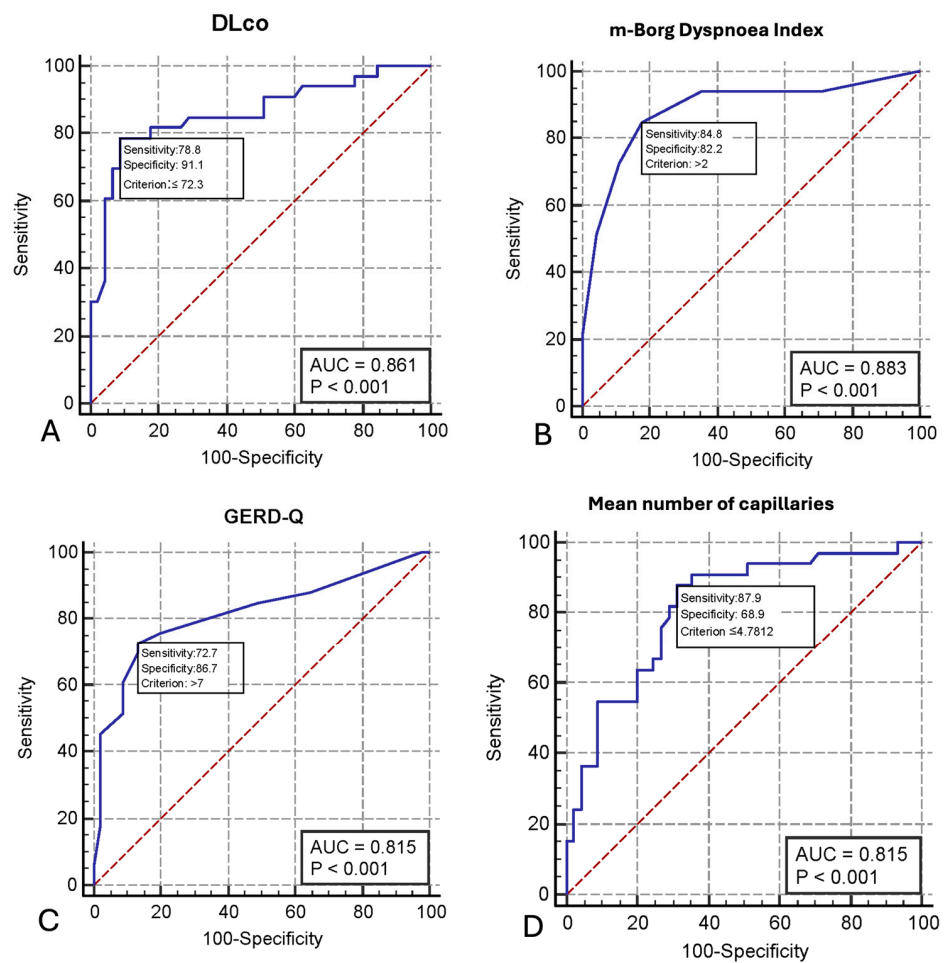 DLco
100
80
60
40
20
0
Sensitivity
Sensitivity:78.8
Specificity: 91.1
Criterion:≤ 72.3
AUC = 0.861
P < 0.001
0 20 40 60 80 100
100-Specificity
A
m-Borg Dyspnoea Index
100
80
60
40
20
0
Sensitivity
Sensitivity:84.8
Specificity:82.2
Criterion: >2
AUC = 0.883
P < 0.001
0 20 40 60 80 100
100-Specificity
B
GERD-Q
100
80
60
40
20
0
Sensitivity
Sensitivity:72.7
Specificity:86.7
Criterion: >7
AUC = 0.815
P < 0.001
0 20 40 60 80 100
100-Specificity
C
Mean number of capillaries
100
80
60
40
20
0
Sensitivity
Sensitivity:87.9
Specificity: 68.9
Criterion ≤4.7812
AUC = 0.815
P < 0.001
0 20 40 60 80 100
100-Specificity
D